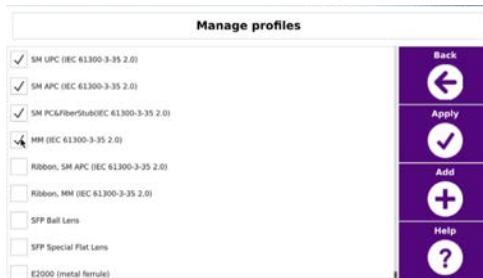 Manage profiles
SM UPC (IEC 61300-3-35 2.0)
SM APC (IEC 61300-3-35 2.0)
SM PC&FiberStub(IEC 61300-3-35 2.0)
MM (IEC 61300-3-35 2.0)
Ribbon, SM APC (IEC 61300-3-35 2.0)
Ribbon, MM (IEC 61300-3-35 2.0)
SFP Ball Lens
SFP Special Flat Lens
E2000 (metal ferrule)
Back
Apply
Add
Help
?